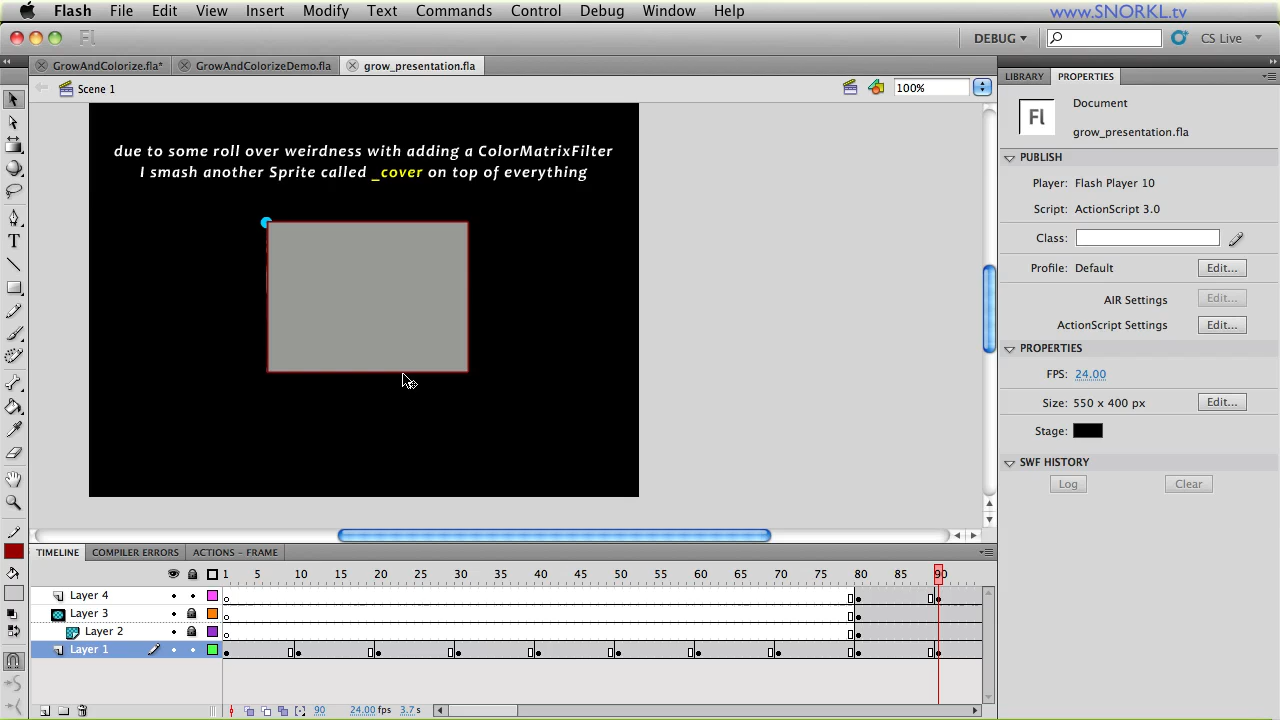 Flash File Edit View Insert Modify Text Commands Control Debug Window Help
www.SNORKL.tv
Fl
DEBUG
CS Live
GrowAndColorize.fla*
GrowAndColorizeDemo.fla
grow_presentation.fla
LIBRARY
PROPERTIES
Scene 1
100%
due to some roll over weirdness with adding a ColorMatrixFilter
I smash another Sprite called _cover on top of everything
Fl
Document
grow_presentation.fla
PUBLISH
Player: Flash Player 10
Script: ActionScript 3.0
Class:
Profile: Default Edit...
AIR Settings Edit...
ActionScript Settings Edit...
PROPERTIES
FPS: 24.00
Size: 550 x 400 px Edit...
Stage:
SWF HISTORY
Log Clear
T
TIMELINE COMPILER ERRORS ACTIONS – FRAME
1 5 10 15 20 25 30 35 40 45 50 55 60 65 70 75 80 85 90
Layer 4
Layer 3
Layer 2
Layer 1
90 24.00 fps 3.7 s